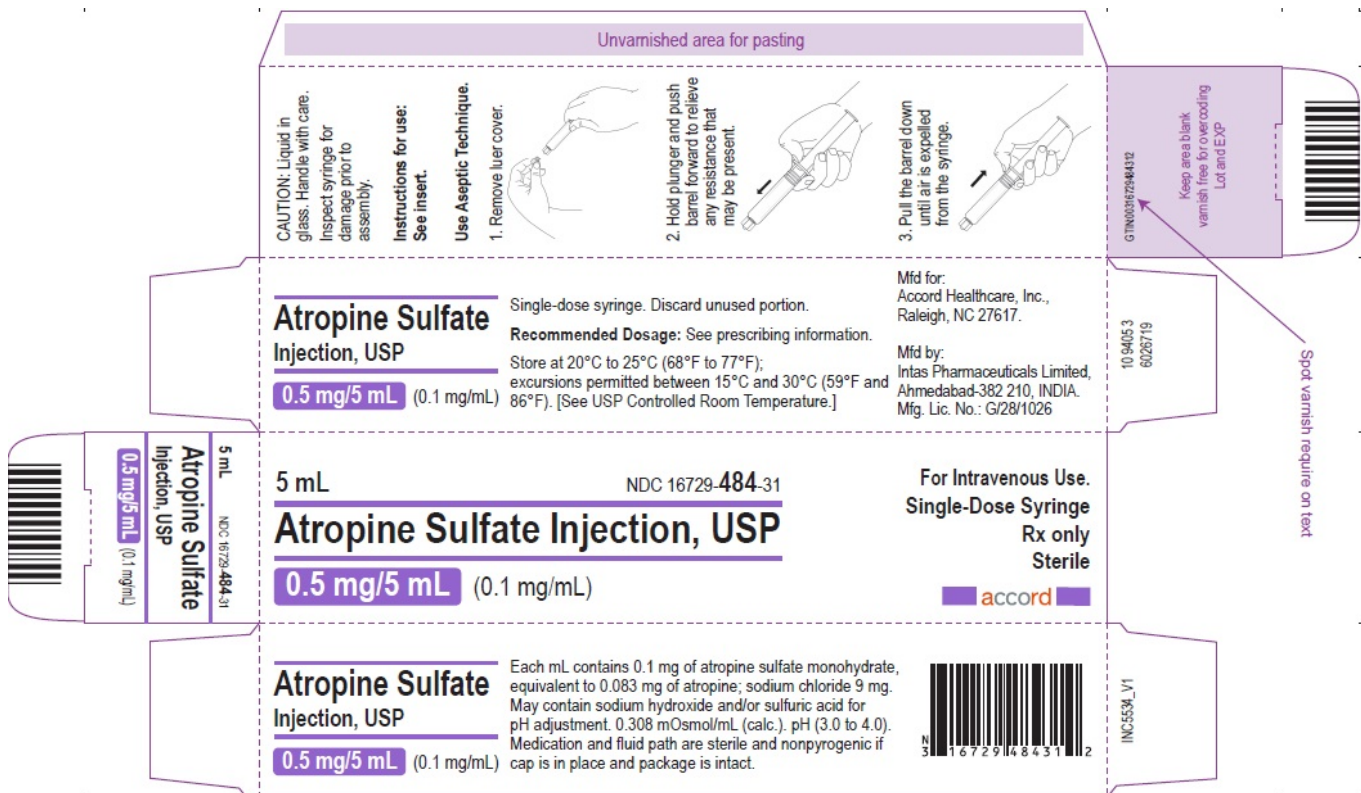 Unvarnished area for pasting
CAUTION: Liquid in
glass. Handle with care.
Inspect syringe for
damage prior to
assembly.
Instructions for use:
See insert.
Use Aseptic Technique.
1. Remove luer cover.
2. Hold plunger and push
barrel forward to relieve
any resistance that
may be present.
3. Pull the barrel down
until air is expelled
from the syringe.
GTIN:00316729484312
Keep area blank
varnish free for overcoding
Lot and EXP
Spot varnish require on text
Atropine Sulfate
Injection, USP
0.5 mg/5 mL (0.1 mg/mL)
Single-dose syringe. Discard unused portion.
Recommended Dosage: See prescribing information.
Store at 20°C to 25°C (68°F to 77°F);
excursions permitted between 15°C and 30°C (59°F and
86°F). [See USP Controlled Room Temperature.]
Mfd for:
Accord Healthcare, Inc.,
Raleigh, NC 27617.
Mfd by:
Intas Pharmaceuticals Limited,
Ahmedabad-382 210, INDIA.
Mfg. Lic. No.: G/28/1026
10 9405 3
6026719
5 mL NDC 16729-484-31
Atropine Sulfate
Injection, USP
0.5 mg/5 mL (0.1 mg/mL)
5 mL NDC 16729-484-31
Atropine Sulfate Injection, USP
0.5 mg/5 mL (0.1 mg/mL)
For Intravenous Use.
Single-Dose Syringe
Rx only
Sterile
accord
Atropine Sulfate
Injection, USP
0.5 mg/5 mL (0.1 mg/mL)
Each mL contains 0.1 mg of atropine sulfate monohydrate,
equivalent to 0.083 mg of atropine; sodium chloride 9 mg.
May contain sodium hydroxide and/or sulfuric acid for
pH adjustment. 0.308 mOsmol/mL (calc.). pH (3.0 to 4.0).
Medication and fluid path are sterile and nonpyrogenic if
cap is in place and package is intact.
N
3 16729 48431 2
INC5534_V1